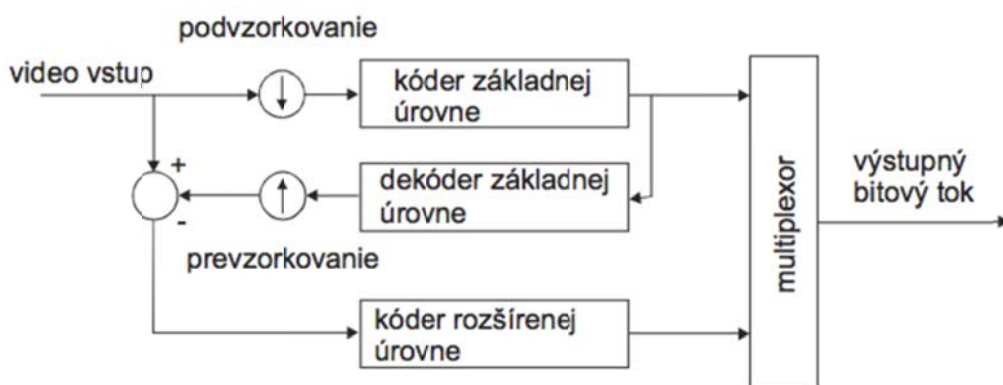 podvzorkovanie
video vstup
kóder základnej
úrovne
+
-
dekóder základnej
úrovne
prevzorkovanie
kóder rozšírenej
úrovne
multiplexor
výstupný
bitový tok